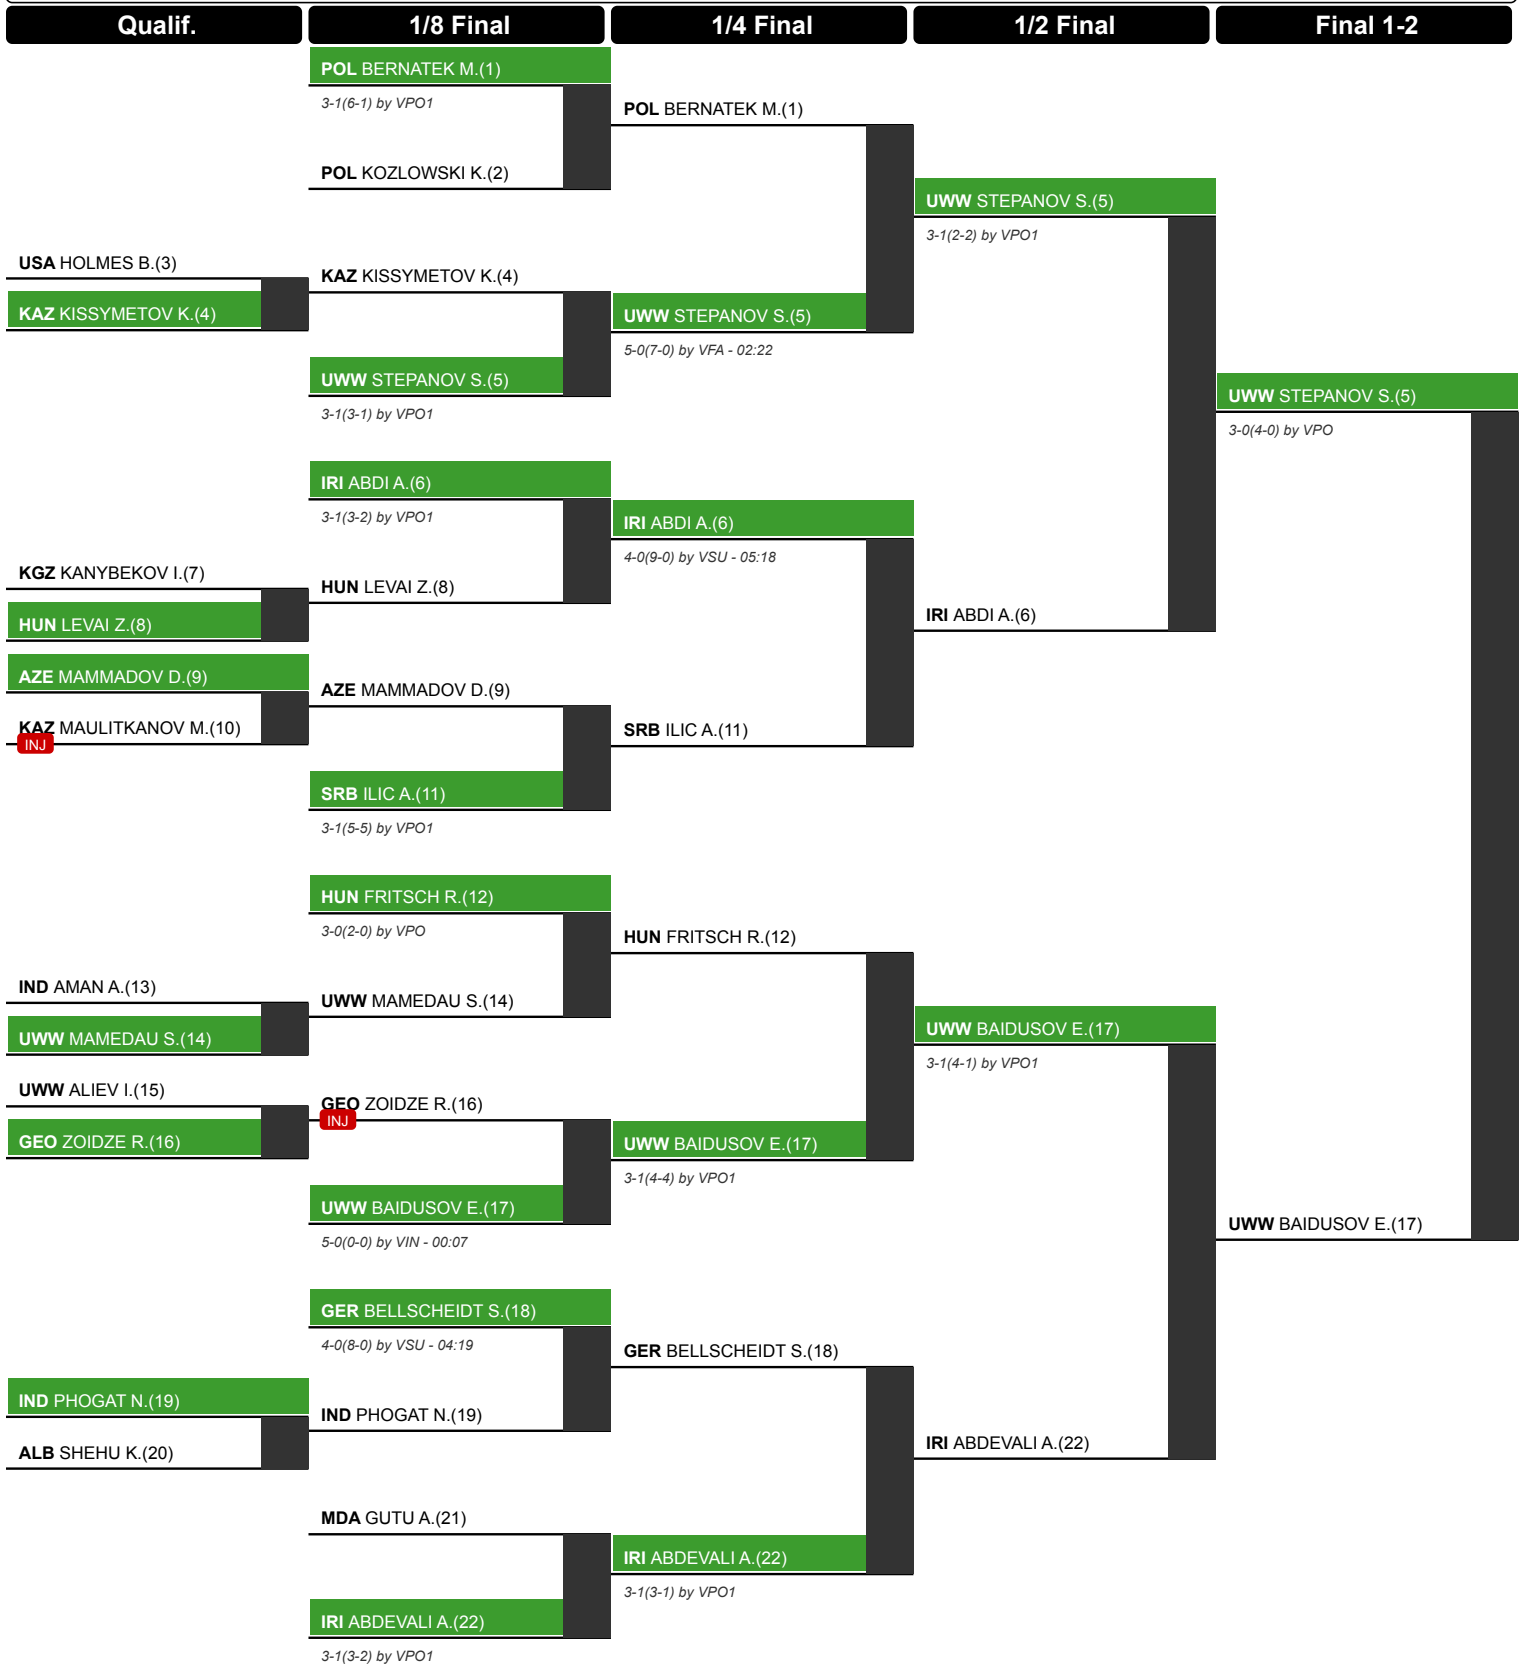 Qualif.
1/8 Final
1/4 Final
1/2 Final
Final 1-2
USA HOLMES B.(3)
KAZ KISSYMETOV K.(4)
KGZ KANYBEKOV I.(7)
HUN LEVAI Z.(8)
AZE MAMMADOV D.(9)
KAZ MAULITKANOV M.(10)
INJ
IND AMAN A.(13)
UWW MAMEDAU S.(14)
UWW ALIEV I.(15)
GEO ZOIDZE R.(16)
IND PHOGAT N.(19)
ALB SHEHU K.(20)
POL BERNATEK M.(1)
3-1(6-1) by VPO1
POL KOZLOWSKI K.(2)
KAZ KISSYMETOV K.(4)
UWW STEPANOV S.(5)
3-1(3-1) by VPO1
IRI ABDI A.(6)
3-1(3-2) by VPO1
HUN LEVAI Z.(8)
AZE MAMMADOV D.(9)
SRB ILIC A.(11)
3-1(5-5) by VPO1
HUN FRITSCH R.(12)
3-0(2-0) by VPO
UWW MAMEDAU S.(14)
GEO ZOIDZE R.(16)
INJ
UWW BAIDUSOV E.(17)
5-0(0-0) by VIN - 00:07
GER BELLSCHEIDT S.(18)
4-0(8-0) by VSU - 04:19
IND PHOGAT N.(19)
MDA GUTU A.(21)
IRI ABDEVALI A.(22)
3-1(3-2) by VPO1
POL BERNATEK M.(1)
UWW STEPANOV S.(5)
5-0(7-0) by VFA - 02:22
IRI ABDI A.(6)
4-0(9-0) by VSU - 05:18
SRB ILIC A.(11)
HUN FRITSCH R.(12)
UWW BAIDUSOV E.(17)
3-1(4-4) by VPO1
GER BELLSCHEIDT S.(18)
IRI ABDEVALI A.(22)
3-1(3-1) by VPO1
UWW STEPANOV S.(5)
3-1(2-2) by VPO1
IRI ABDI A.(6)
UWW BAIDUSOV E.(17)
3-1(4-1) by VPO1
IRI ABDEVALI A.(22)
UWW STEPANOV S.(5)
3-0(4-0) by VPO
UWW BAIDUSOV E.(17)